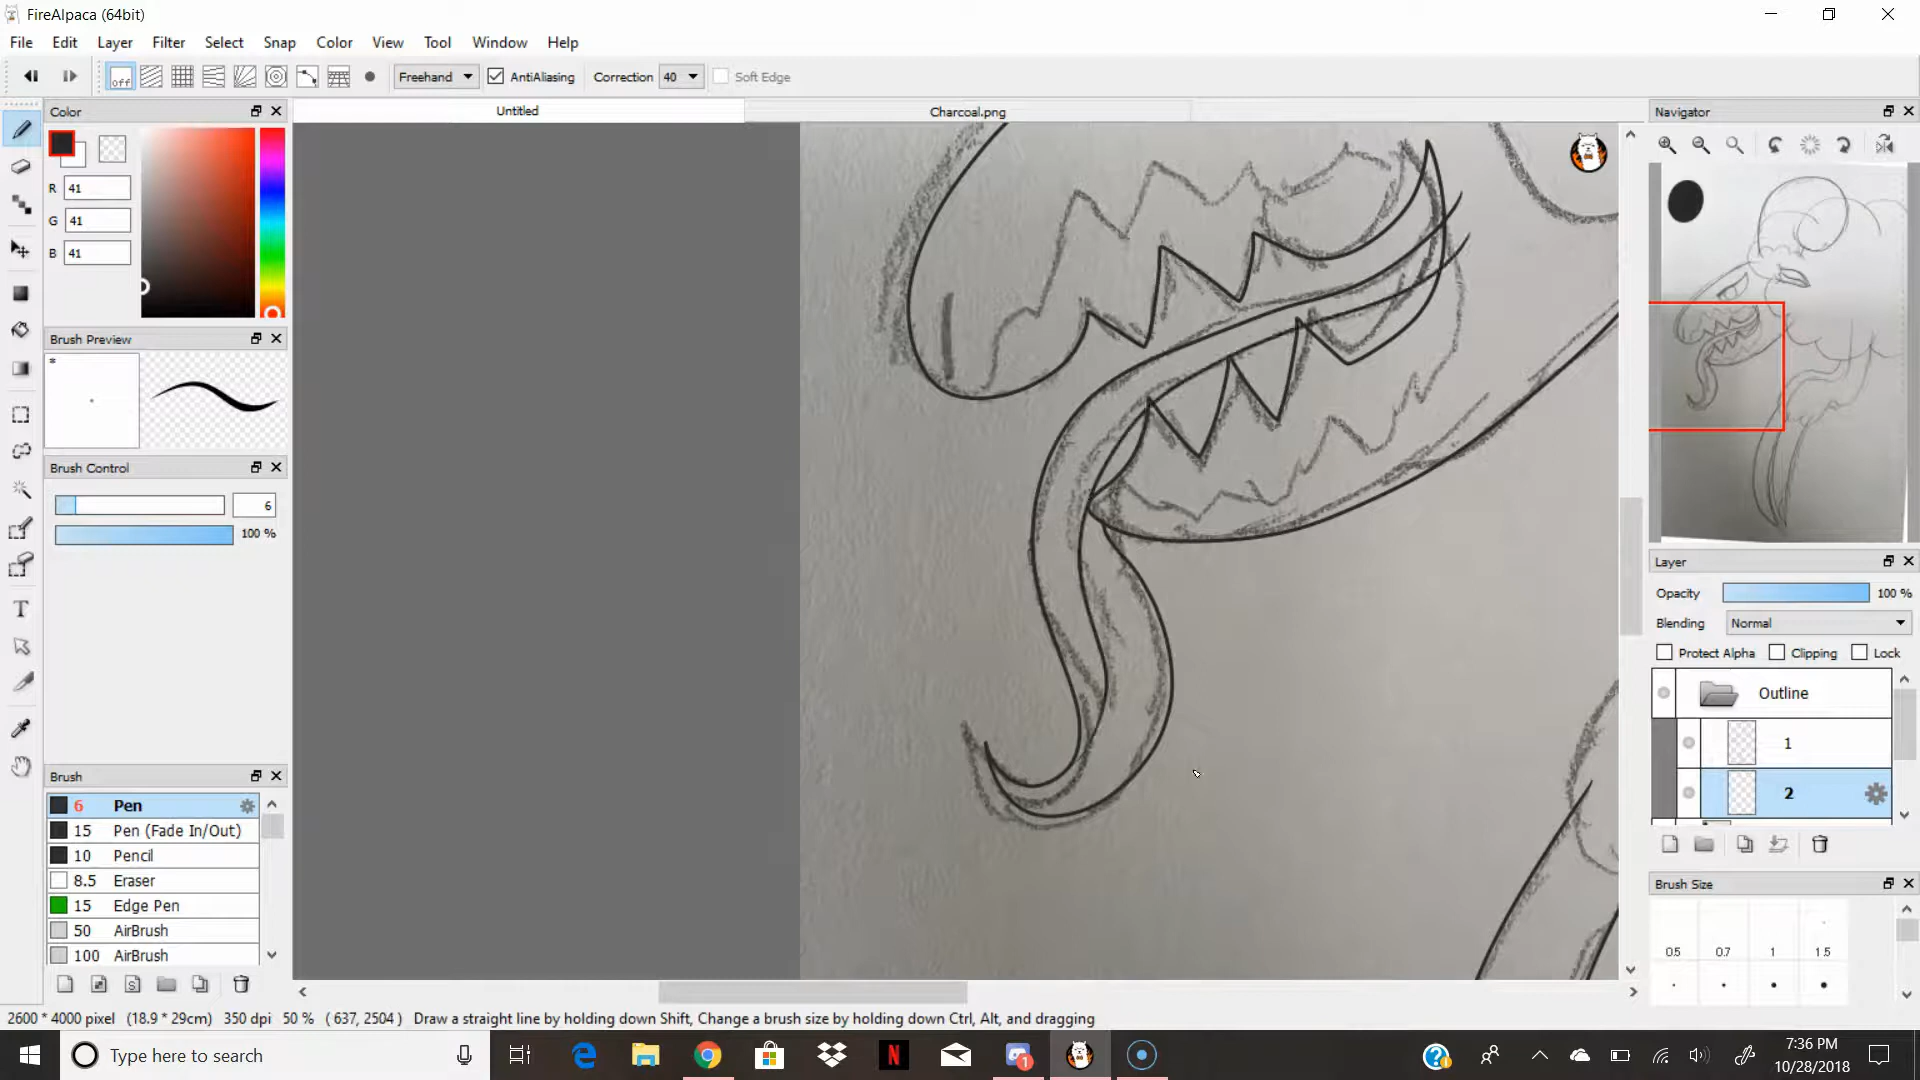 FireAlpaca (64bit)
File Edit Layer Filter Select Snap Color View Tool Window Help
off Freehand AntiAliasing Correction 40 Soft Edge
Color Untitled Charcoal.png Navigator
R 41
G 41
B 41
Brush Preview
*
Brush Control
6
100 %
Layer
Opacity 100 %
Blending Normal
Protect Alpha Clipping Lock
Outline
1
2
Brush
6 Pen
15 Pen (Fade In/Out)
10 Pencil
8.5 Eraser
15 Edge Pen
50 AirBrush
100 AirBrush
Brush Size
0.5 0.7 1 1.5
2600 * 4000 pixel (18.9 * 29cm) 350 dpi 50 % ( 637, 2504 ) Draw a straight line by holding down Shift, Change a brush size by holding down Ctrl, Alt, and dragging
Type here to search
N
1
7:36 PM
10/28/2018